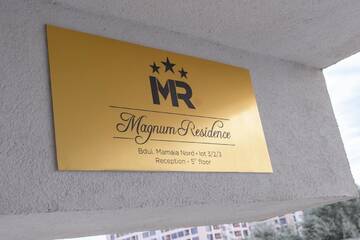 MR
Magnum Residence
Bdul. Mamaia Nord • lot 3/2/3
Reception - 5th floor